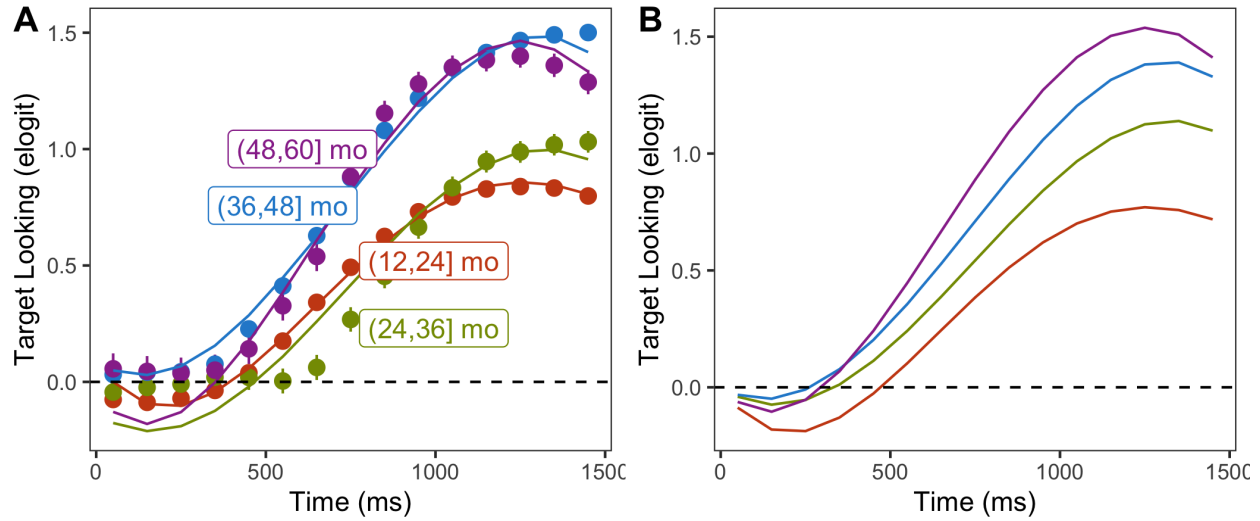 A
Target Looking (elogit)
1.5
1.0
0.5
0.0
(48,60] mo
(36,48] mo
(12,24] mo
(24,36] mo
0
500
1000
1500
Time (ms)
B
Target Looking (elogit)
1.5
1.0
0.5
0.0
0
500
1000
1500
Time (ms)